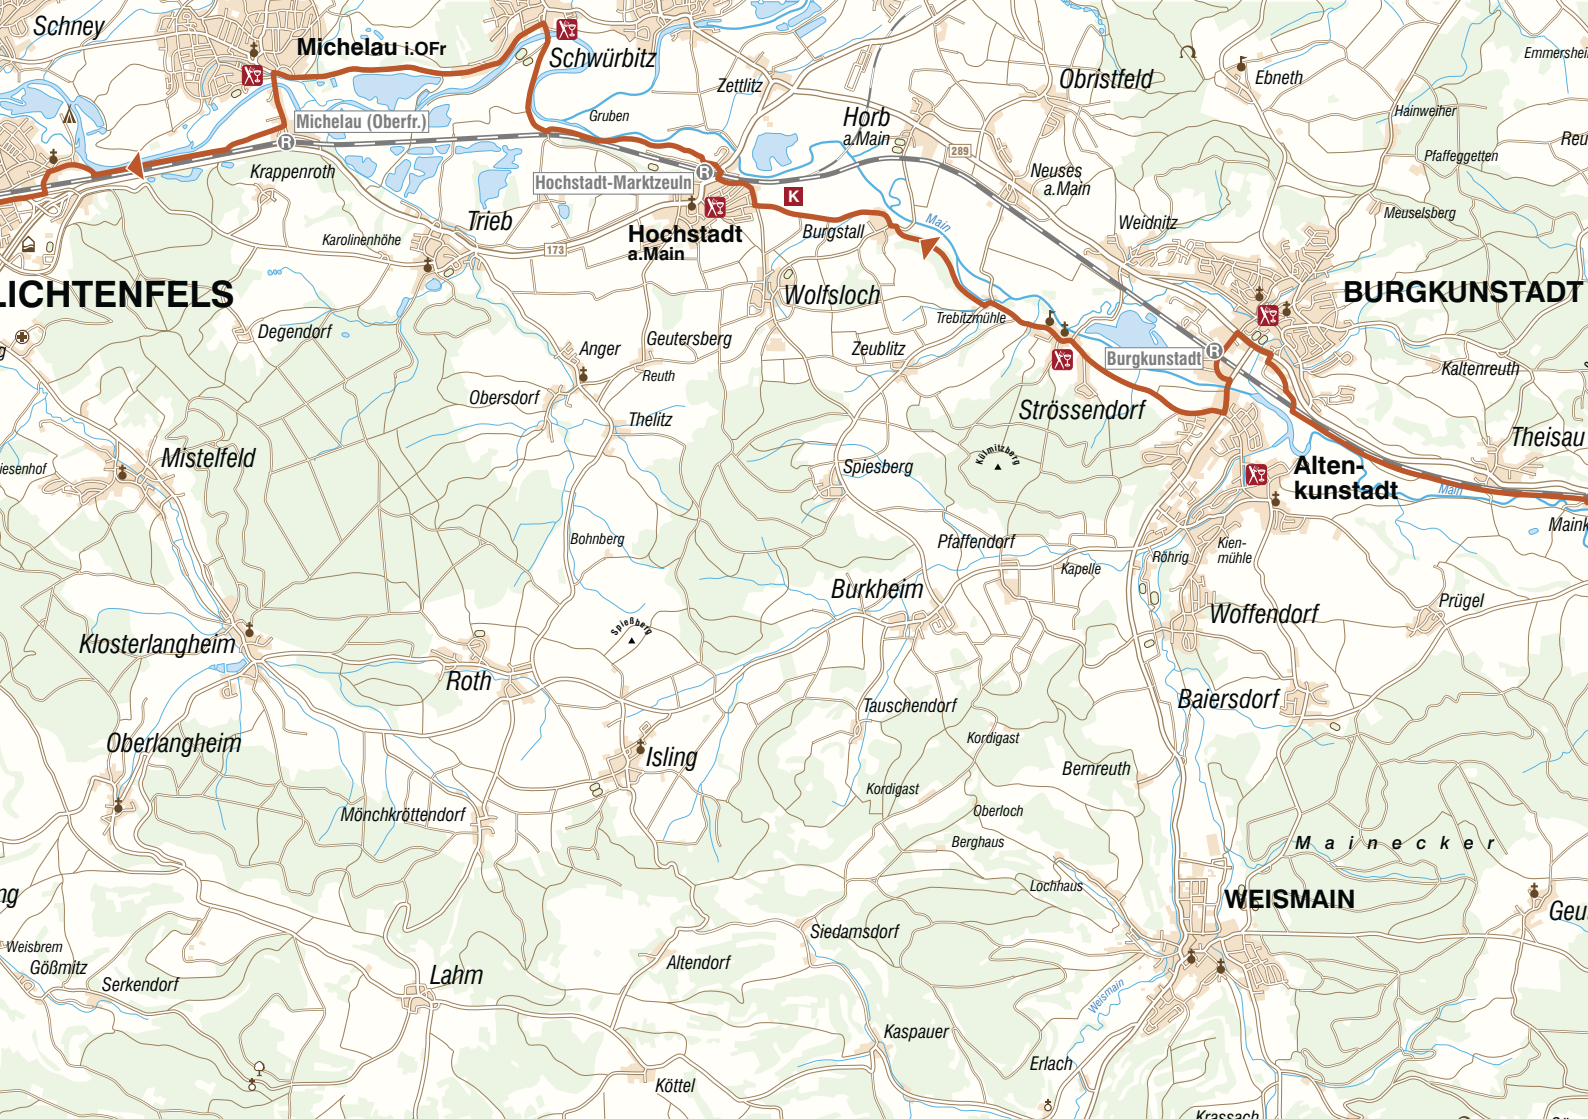 Schney
Michelau i.OFr
Schwürbitz
Zettlitz
Obristfeld
Ebneth
Michelau (Oberfr.)
Gruben
Horb
a.Main
Hainweiher
289
Pfaffeggetten
Krappenroth
R
Hochstadt-Marktzeuln
R
K
Neuses
a.Main
Meuselsberg
Trieb
Karolinenhöhe
173
Hochstadt
a.Main
Burgstall
Main
Weidnitz
LICHTENFELS
Wolfsloch
BURGKUNSTADT
Degendorf
Geutersberg
Trebitzmühle
Anger
Zeublitz
Burgkunstadt
R
Reuth
Kaltenreuth
Obersdorf
Thelitz
Strössendorf
Theisau
Mistelfeld
Spiesberg
Külmitzberg
Alten-
kunstadt
Main
Bohnberg
Pfaffendorf
Kapelle
Röhrig
Kien-
mühle
Burkheim
Prügel
Klosterlangheim
Spießberg
Woffendorf
Roth
Baiersdorf
Tauschendorf
Oberlangheim
Kordigast
Isling
Bernreuth
Kordigast
Mönchkröttendorf
Oberloch
Berghaus
Mainecker
Lochhaus
WEISMAIN
Siedamsdorf
Weisbrem
Gößmitz
Serkendorf
Lahm
Altendorf
Weismain
Kaspauer
Erlach
Köttel
Krassach